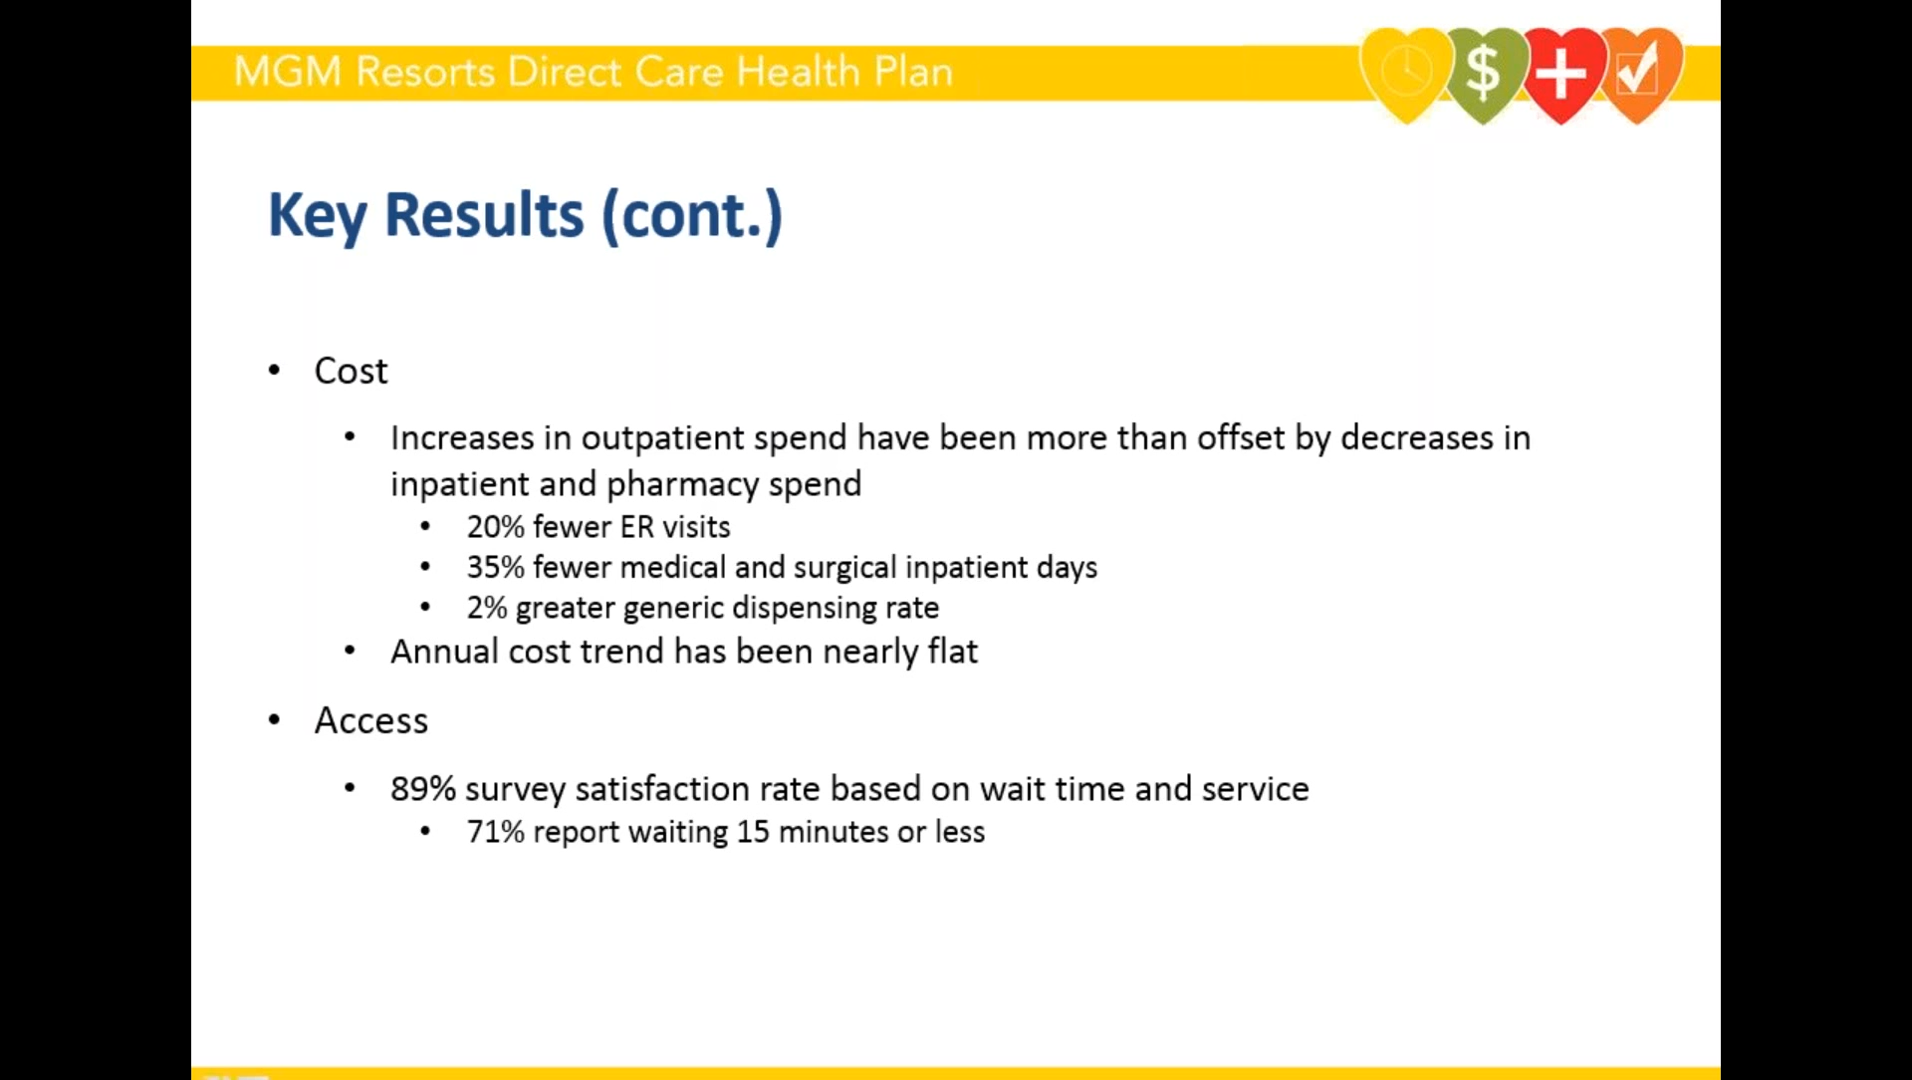 MGM Resorts Direct Care Health Plan
$
Key Results (cont.)
• Cost
• Increases in outpatient spend have been more than offset by decreases in
inpatient and pharmacy spend
• 20% fewer ER visits
• 35% fewer medical and surgical inpatient days
• 2% greater generic dispensing rate
• Annual cost trend has been nearly flat
• Access
• 89% survey satisfaction rate based on wait time and service
• 71% report waiting 15 minutes or less